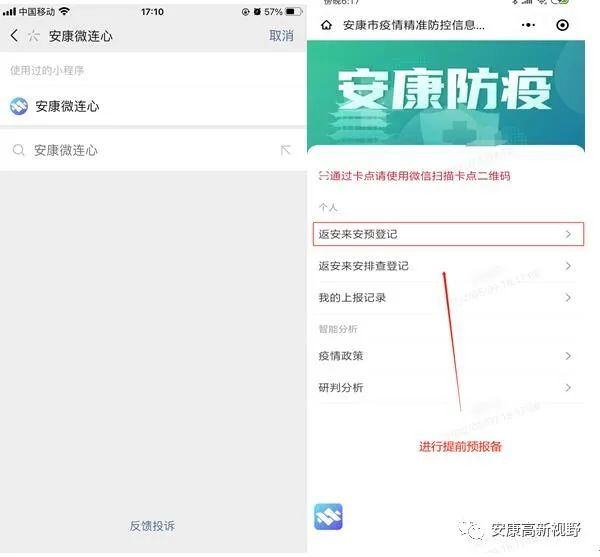 中国移动
17:10
57%
安康微连心
取消
使用过的小程序
安康微连心
安康微连心
反馈投诉
安康市疫情精准防控信息...
安康防疫
通过卡点请使用微信扫描卡点二维码
个人
返安来安预登记
返安来安排查登记
我的上报记录
智能分析
疫情政策
研判分析
进行提前预报备
安康高新视野